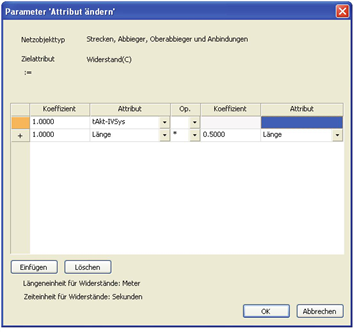 Parameter 'Attribut ändern'
Netzobjekttyp Strecken, Abbieger, Oberabbieger und Anbindungen
Zielattribut Widerstand(C)
:=
Koeffizient Attribut Op. Koeffizient Attribut
1.0000 tAkt-IVSys
+ 1.0000 Länge * 0.5000 Länge
Einfügen Löschen
Längeneinheit für Widerstände: Meter
Zeiteinheit für Widerstände: Sekunden
OK Abbrechen